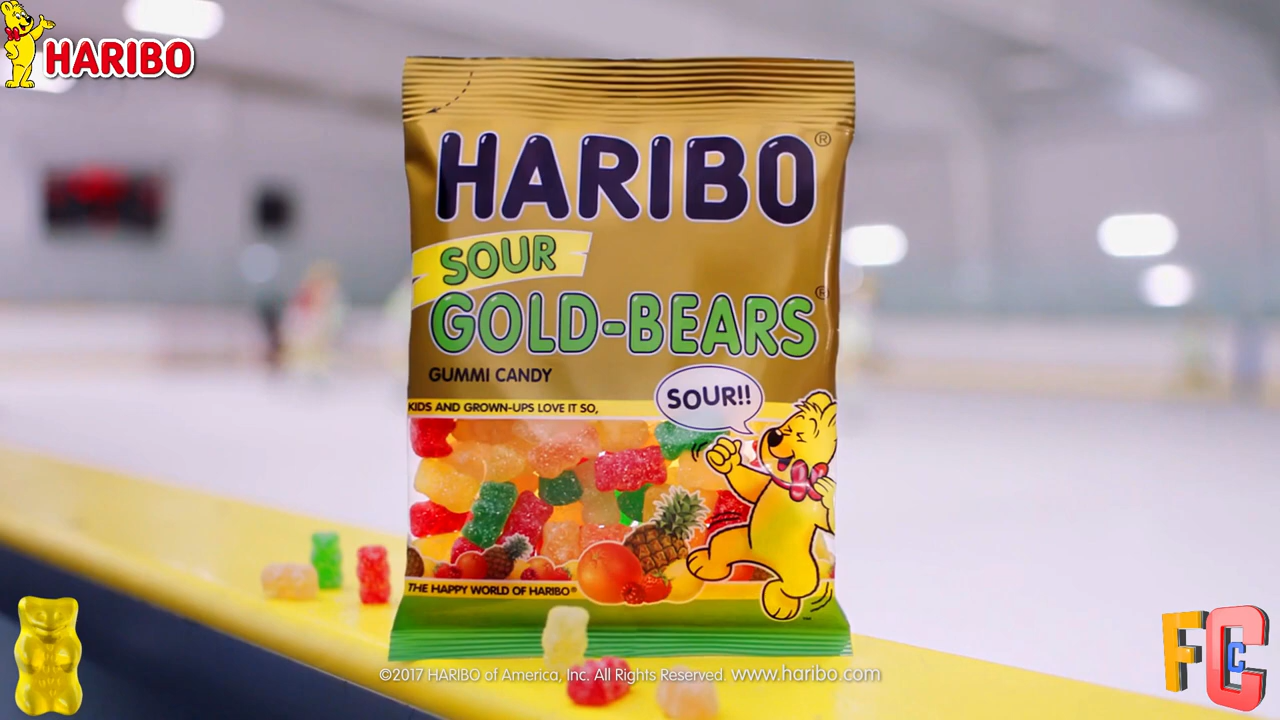 HARIBO
HARIBO®
SOUR
GOLD-BEARS®
GUMMI CANDY
SOUR!!
KIDS AND GROWN-UPS LOVE IT SO,
THE HAPPY WORLD OF HARIBO®
©2017 HARIBO of America, Inc. All Rights Reserved. www.haribo.com
FCC